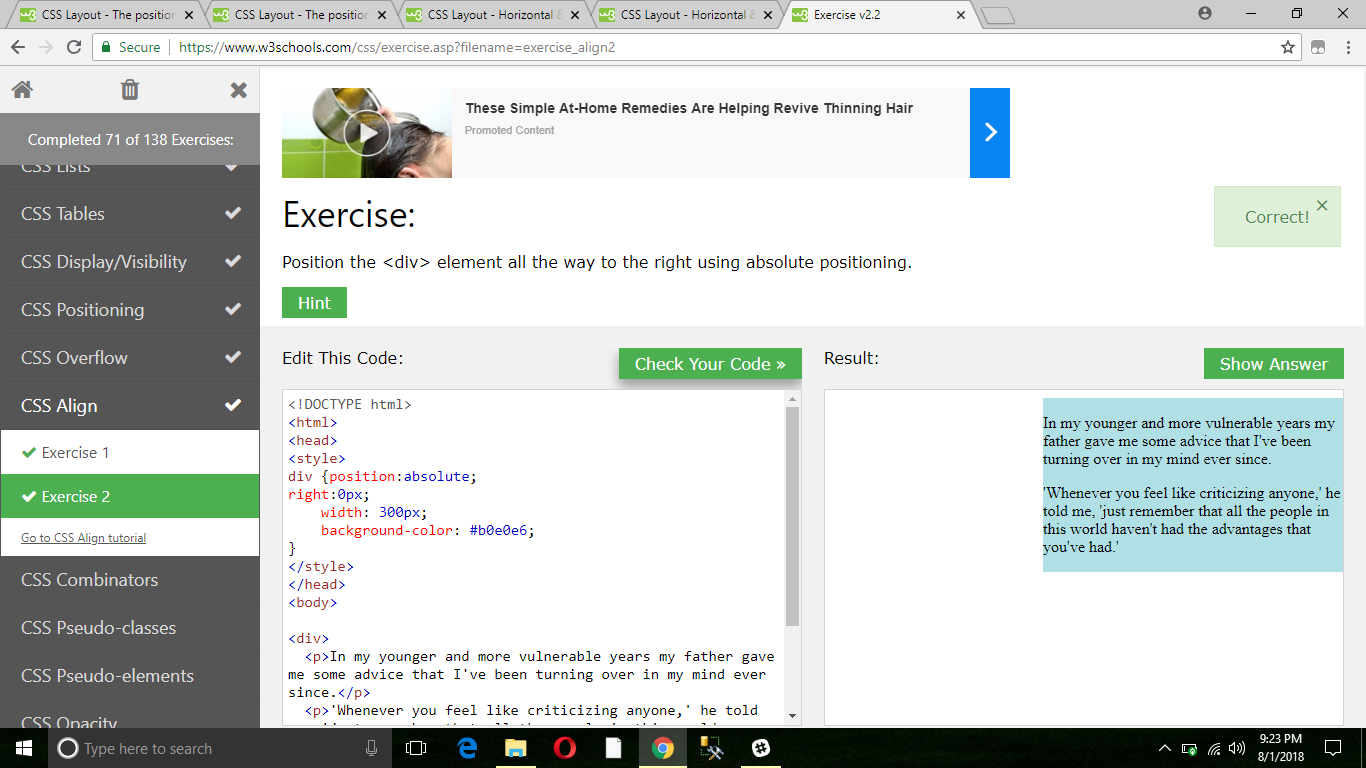 CSS Layout - The position
CSS Layout - The position
CSS Layout - Horizontal &
CSS Layout - Horizontal &
Exercise v2.2
Secure
https://www.w3schools.com/css/exercise.asp?filename=exercise_align2
Completed 71 of 138 Exercises:
CSS Lists
CSS Tables
CSS Display/Visibility
CSS Positioning
CSS Overflow
CSS Align
Exercise 1
Exercise 2
Go to CSS Align tutorial
CSS Combinators
CSS Pseudo-classes
CSS Pseudo-elements
CSS Opacity
These Simple At-Home Remedies Are Helping Revive Thinning Hair
Promoted Content
Exercise:
Correct!
Position the <div> element all the way to the right using absolute positioning.
Hint
Edit This Code:
Check Your Code »
<!DOCTYPE html>
<html>
<head>
<style>
div {position:absolute;
right:0px;
    width: 300px;
    background-color: #b0e0e6;
}
</style>
</head>
<body>
<div>
  <p>In my younger and more vulnerable years my father gave
me some advice that I've been turning over in my mind ever
since.</p>
  <p>'Whenever you feel like criticizing anyone,' he told
Result:
Show Answer
In my younger and more vulnerable years my
father gave me some advice that I've been
turning over in my mind ever since.
'Whenever you feel like criticizing anyone,' he
told me, 'just remember that all the people in
this world haven't had the advantages that
you've had.'
Type here to search
9:23 PM
8/1/2018